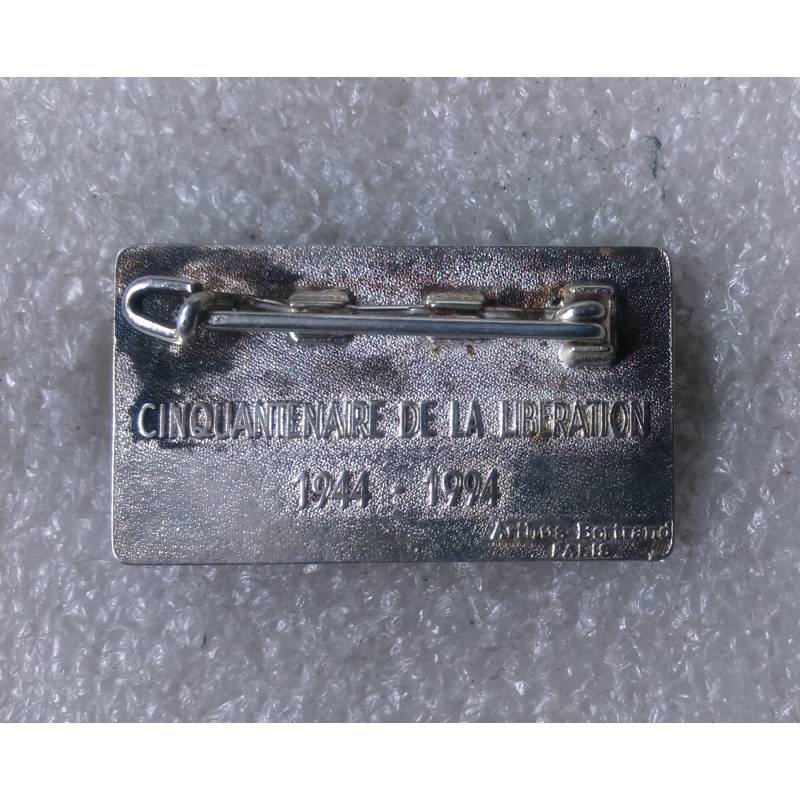 CINQUANTENAIRE DE LA LIBERATION
1944 - 1994
Arthus Bertrand
PARIS